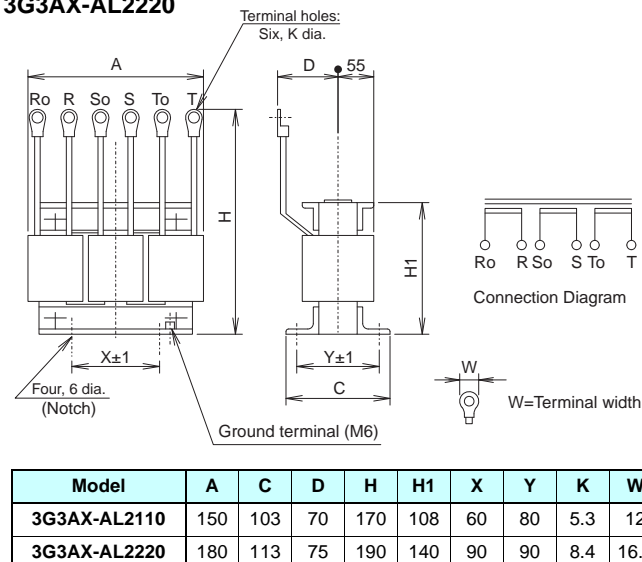 3G3AX-AL2220
Terminal holes:
Six, K dia.
A
D
55
Ro R So S To T
H
H1
Ro R So S To T
Connection Diagram
X±1
Y±1
C
W
W=Terminal width
Four, 6 dia.
(Notch)
Ground terminal (M6)
Model A C D H H1 X Y K W
3G3AX-AL2110 150 103 70 170 108 60 80 5.3 12
3G3AX-AL2220 180 113 75 190 140 90 90 8.4 16.